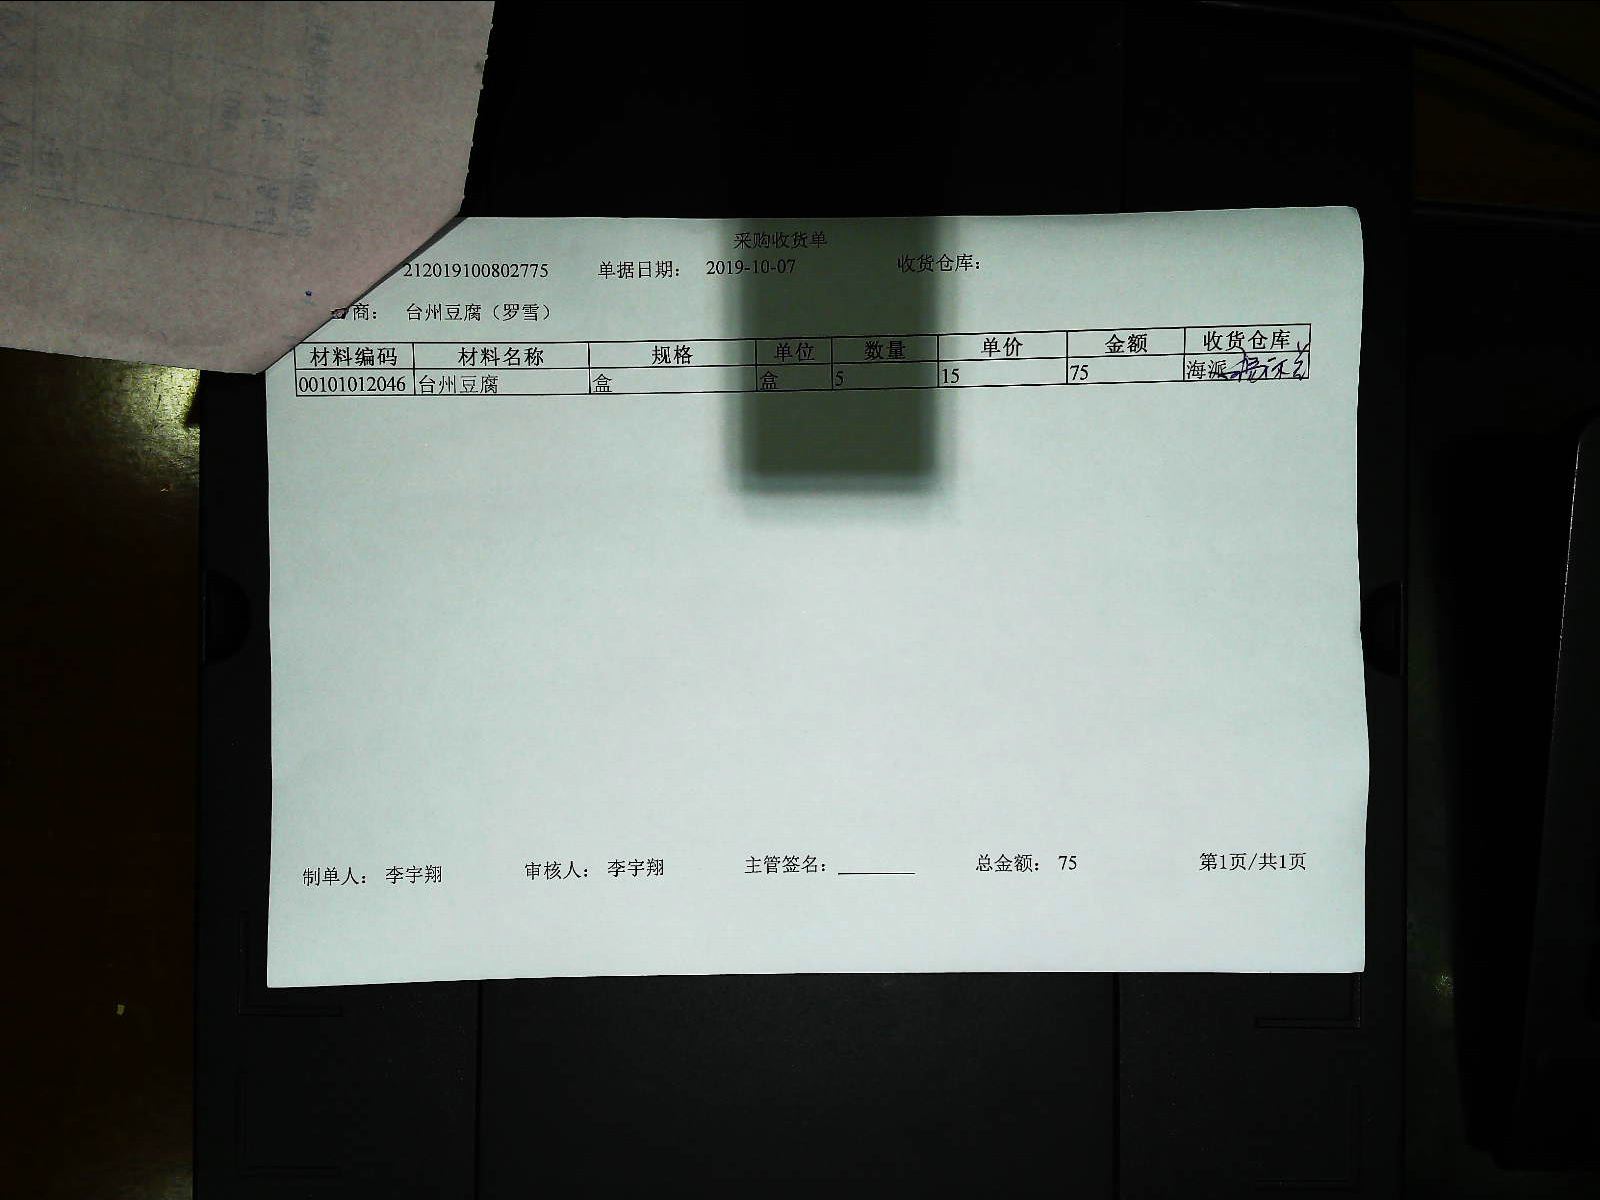 采购收货单
212019100802775 单据日期： 2019-10-07 收货仓库：
商： 台州豆腐（罗雪）
材料编码 材料名称 规格 单位 数量 单价 金额 收货仓库
00101012046 台州豆腐 盒 盒 5 15 75 海派
制单人： 李宇翔 审核人： 李宇翔 主管签名： 总金额： 75 第1页/共1页